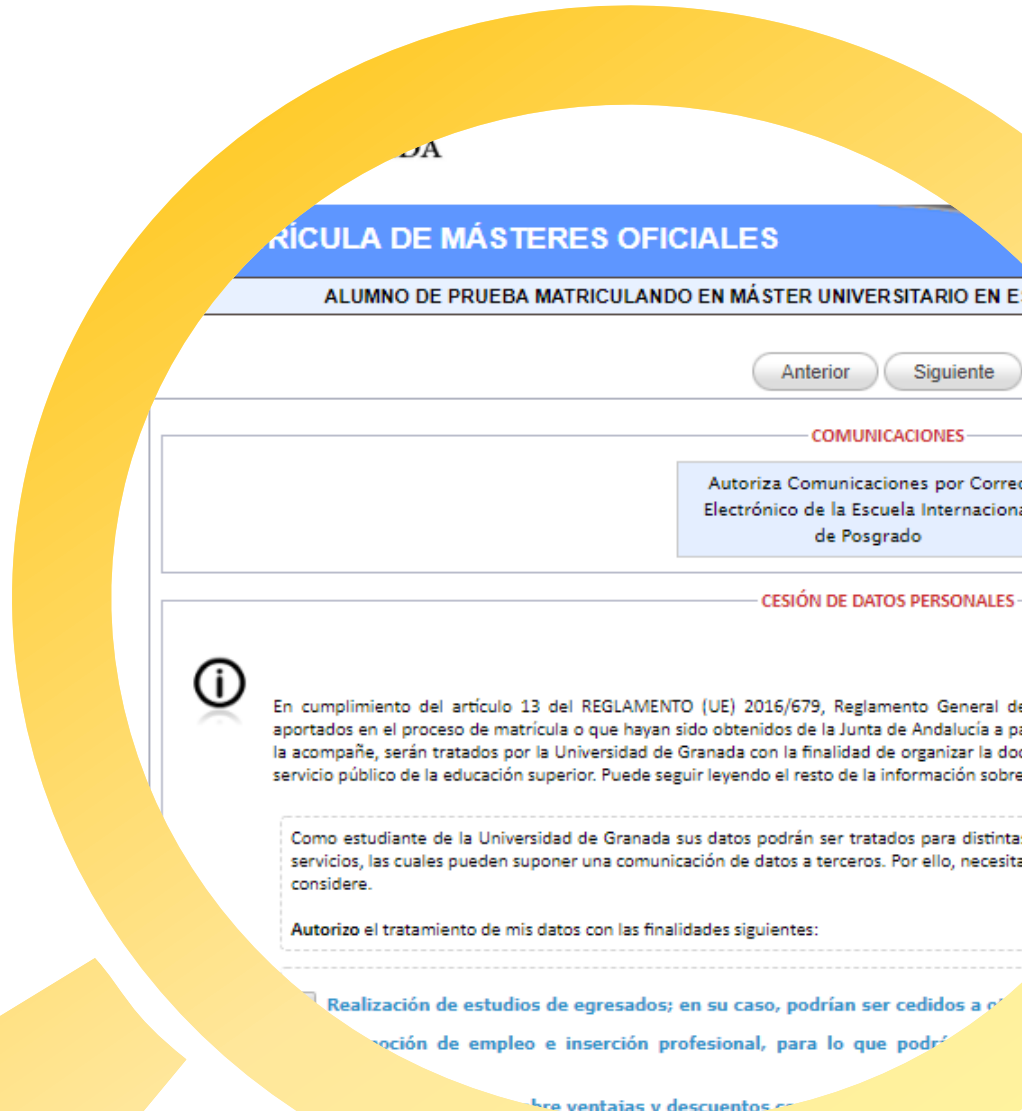 RÍCULA DE MÁSTERES OFICIALES
ALUMNO DE PRUEBA MATRICULANDO EN MÁSTER UNIVERSITARIO EN E
Anterior Siguiente
COMUNICACIONES
Autoriza Comunicaciones por Correo
Electrónico de la Escuela Internaciona
de Posgrado
CESIÓN DE DATOS PERSONALES
En cumplimiento del artículo 13 del REGLAMENTO (UE) 2016/679, Reglamento General de
aportados en el proceso de matrícula o que hayan sido obtenidos de la Junta de Andalucía a pa
la acompañe, serán tratados por la Universidad de Granada con la finalidad de organizar la doc
servicio público de la educación superior. Puede seguir leyendo el resto de la información sobre
Como estudiante de la Universidad de Granada sus datos podrán ser tratados para distinta
servicios, las cuales pueden suponer una comunicación de datos a terceros. Por ello, necesita
considere.
Autorizo el tratamiento de mis datos con las finalidades siguientes:
Realización de estudios de egresados; en su caso, podrían ser cedidos a
oción de empleo e inserción profesional, para lo que podr
bre ventajas y descuentos